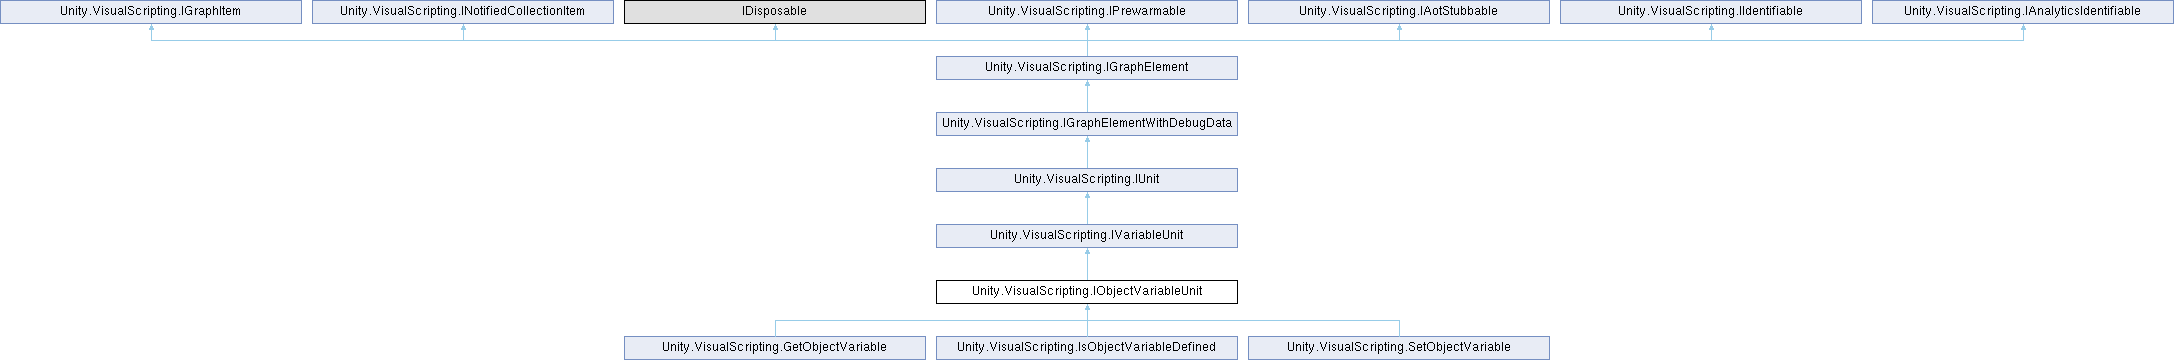 Unity.VisualScripting.IGraphItem
Unity.VisualScripting.INotifiedCollectionItem
IDisposable
Unity.VisualScripting.IPrewarmable
Unity.VisualScripting.IAotStubbable
Unity.VisualScripting.IIdentifiable
Unity.VisualScripting.IAnalyticsIdentifiable
Unity.VisualScripting.IGraphElement
Unity.VisualScripting.IGraphElementWithDebugData
Unity.VisualScripting.IUnit
Unity.VisualScripting.IVariableUnit
Unity.VisualScripting.IObjectVariableUnit
Unity.VisualScripting.GetObjectVariable
Unity.VisualScripting.IsObjectVariableDefined
Unity.VisualScripting.SetObjectVariable